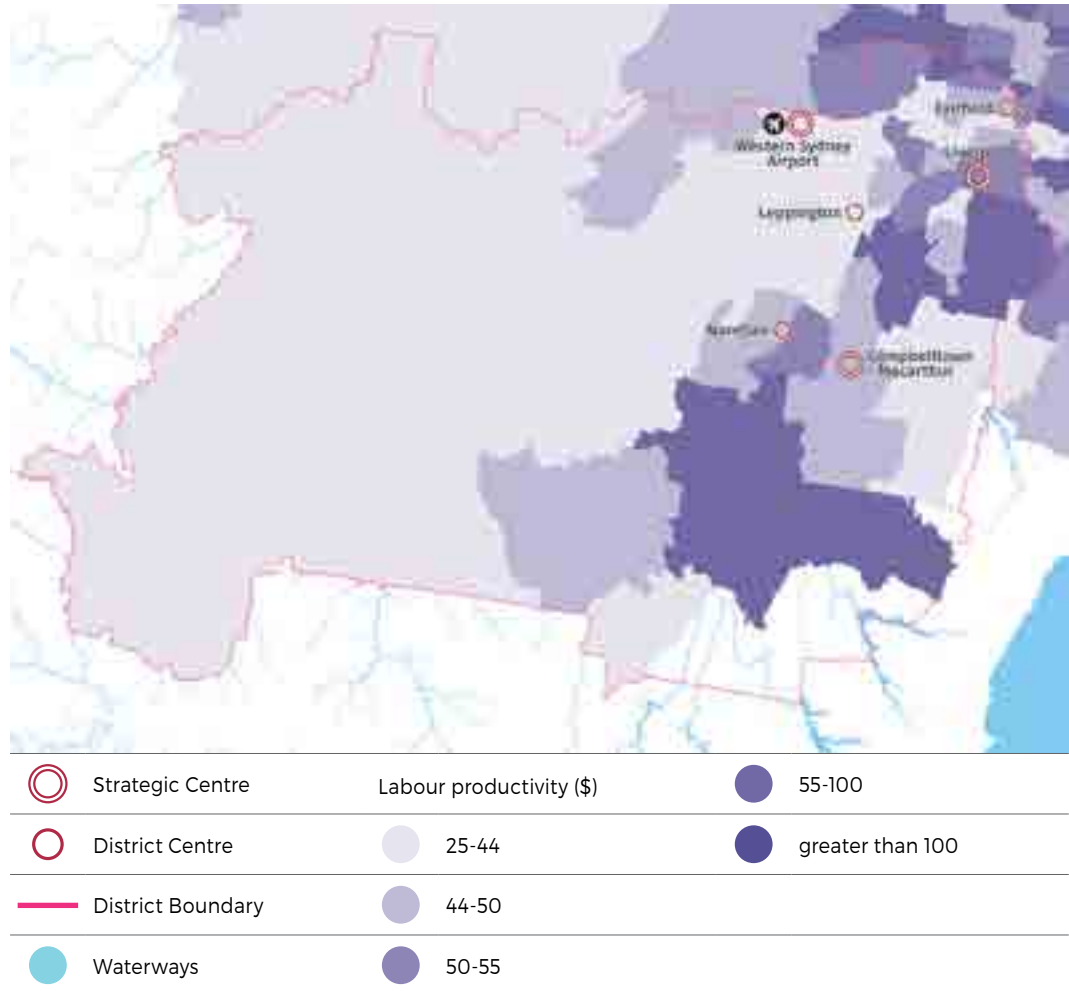 Fairfield
Western Sydney
Airport
Leppington
Narellan
Campbelltown
Macarthur
Strategic Centre
Labour productivity ($)
55-100
District Centre
25-44
greater than 100
District Boundary
44-50
Waterways
50-55